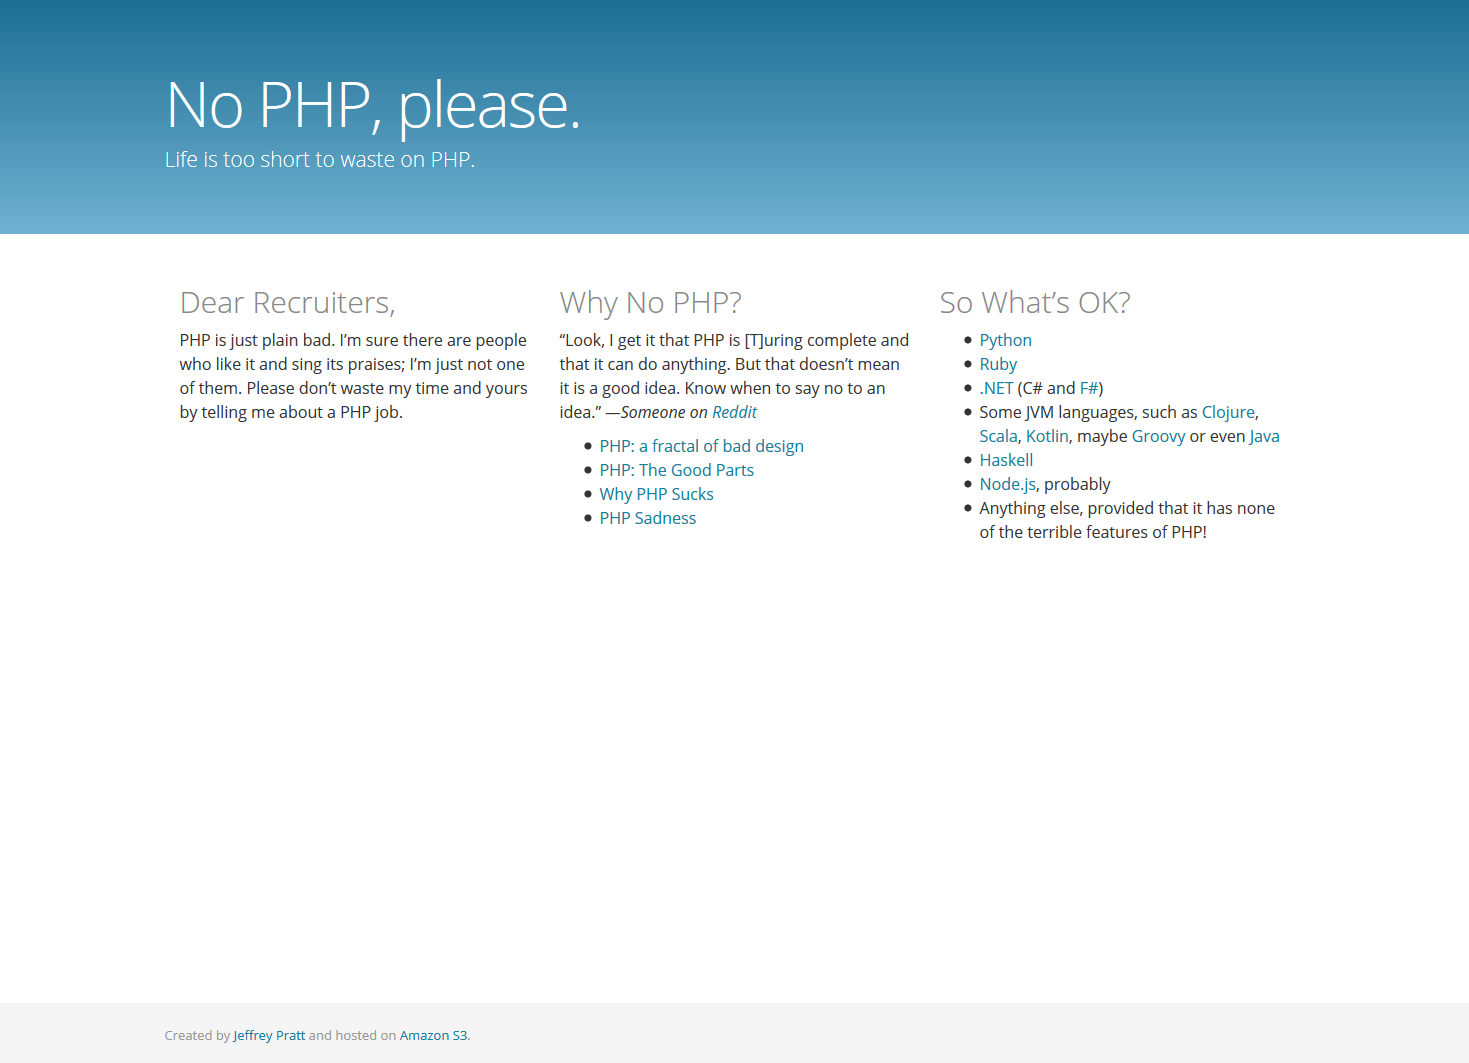 No PHP, please.
Life is too short to waste on PHP.
Dear Recruiters,
PHP is just plain bad. I’m sure there are people
who like it and sing its praises; I’m just not one
of them. Please don’t waste my time and yours
by telling me about a PHP job.
Why No PHP?
“Look, I get it that PHP is [T]uring complete and
that it can do anything. But that doesn’t mean
it is a good idea. Know when to say no to an
idea.” —Someone on Reddit
PHP: a fractal of bad design
PHP: The Good Parts
Why PHP Sucks
PHP Sadness
So What’s OK?
Python
Ruby
.NET (C# and F#)
Some JVM languages, such as Clojure,
Scala, Kotlin, maybe Groovy or even Java
Haskell
Node.js, probably
Anything else, provided that it has none
of the terrible features of PHP!
Created by Jeffrey Pratt and hosted on Amazon S3.